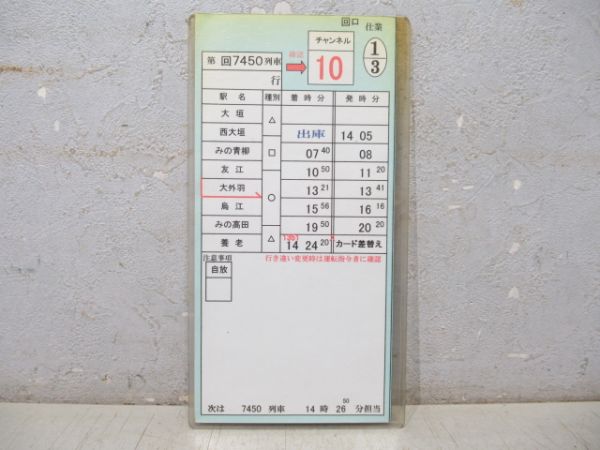 回口 仕業
1/3
チャンネル
10
第 回7450列車 確認
行
駅名 種別 着時分 発時分
大垣 △
西大垣 出庫 14 05
みの青柳 □ 07 40 08
友江 10 50 11 20
大外羽 ○ 13 21 13 41
烏江 15 56 16 16
みの高田 19 50 20 20
養老 △ 1351 14 24 20 カード差替え
注意事項 行き違い変更時は運転指令者に確認
自放
次は 7450 列車 14 時 26 50 分担当